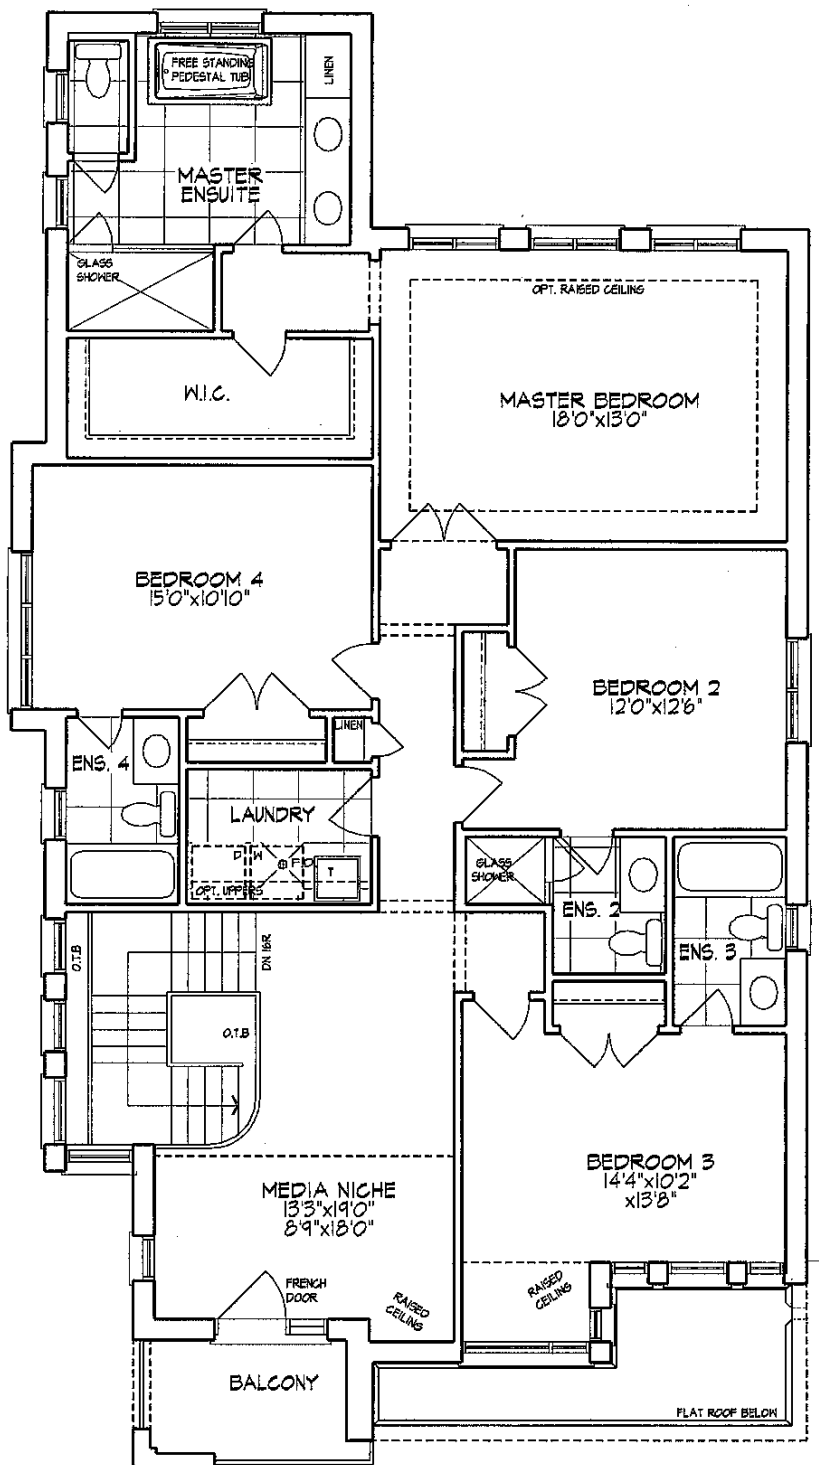 FREE STANDING
PEDESTAL TUB
LINEN
MASTER
ENSUITE
GLASS
SHOWER
OPT. RAISED CEILING
W.I.C.
MASTER BEDROOM
18'0"x13'0"
BEDROOM 4
15'0"x10'10"
BEDROOM 2
12'0"x12'6"
LINEN
ENS. 4
LAUNDRY
D W
F.D.
T
OPT. UPPERS
GLASS
SHOWER
ENS. 2
ENS. 3
O.T.B
DN 16R
O.T.B
MEDIA NICHE
13'3"x19'0"
8'9"x18'0"
BEDROOM 3
14'4"x10'2"
x13'8"
FRENCH
DOOR
RAISED
CEILING
RAISED
CEILING
BALCONY
FLAT ROOF BELOW